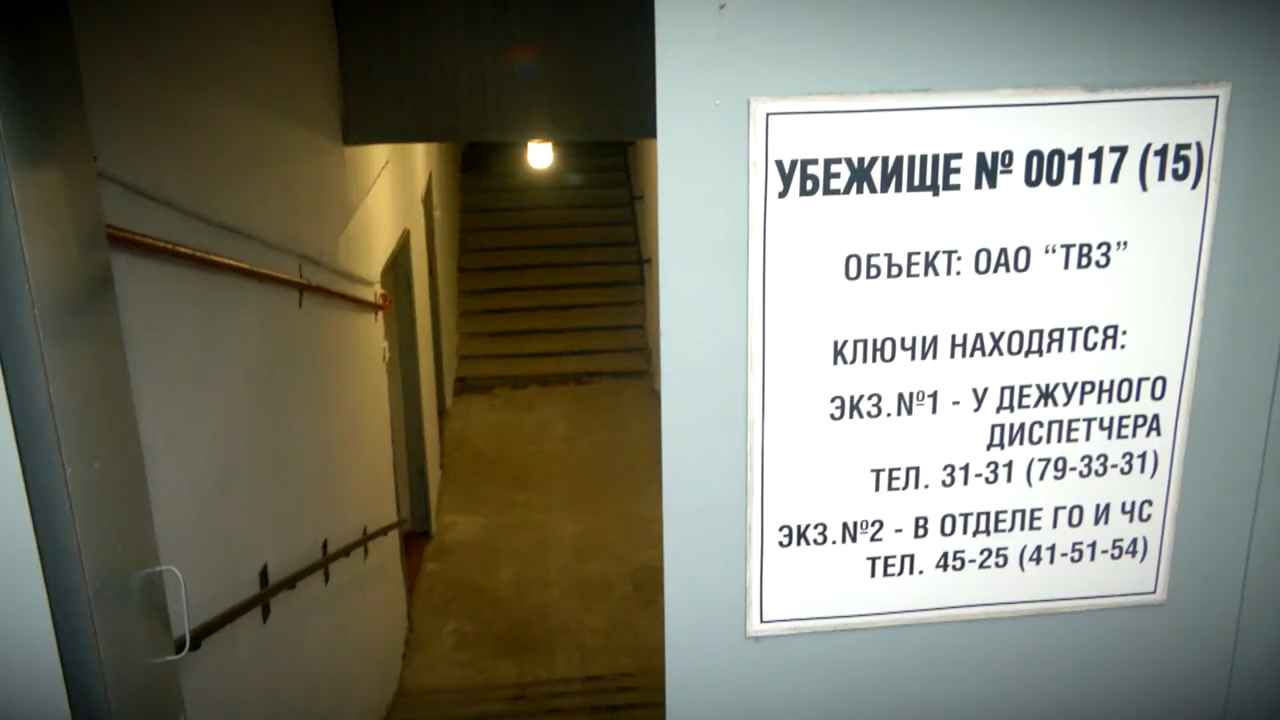 УБЕЖИЩЕ № 00117 (15)
ОБЪЕКТ: ОАО “ТВЗ”
КЛЮЧИ НАХОДЯТСЯ:
ЭКЗ.№1 - У ДЕЖУРНОГО
ДИСПЕТЧЕРА
ТЕЛ. 31-31 (79-33-31)
ЭКЗ.№2 - В ОТДЕЛЕ ГО И ЧС
ТЕЛ. 45-25 (41-51-54)